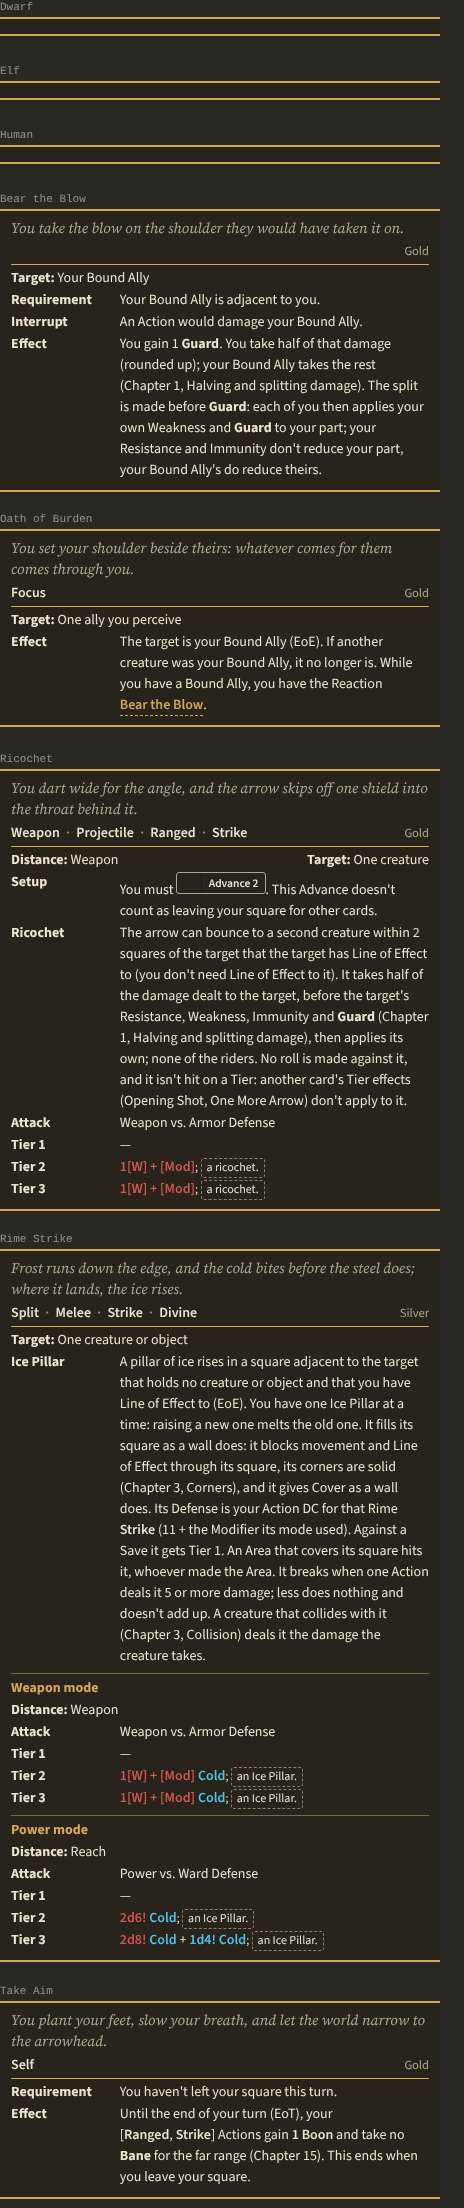 Dwarf
Elf
Human
Bear the Blow
You take the blow on the shoulder they would have taken it on.
Gold
Target: Your Bound Ally
Requirement Your Bound Ally is adjacent to you.
Interrupt An Action would damage your Bound Ally.
Effect You gain 1 Guard. You take half of that damage
(rounded up); your Bound Ally takes the rest
(Chapter 1, Halving and splitting damage). The split
is made before Guard: each of you then applies your
own Weakness and Guard to your part; your
Resistance and Immunity don't reduce your part,
your Bound Ally's do reduce theirs.
Oath of Burden
You set your shoulder beside theirs: whatever comes for them
comes through you.
Focus Gold
Target: One ally you perceive
Effect The target is your Bound Ally (EoE). If another
creature was your Bound Ally, it no longer is. While
you have a Bound Ally, you have the Reaction
Bear the Blow.
Ricochet
You dart wide for the angle, and the arrow skips off one shield into
the throat behind it.
Weapon · Projectile · Ranged · Strike Gold
Distance: Weapon Target: One creature
Setup You must Advance 2. This Advance doesn't
count as leaving your square for other cards.
Ricochet The arrow can bounce to a second creature within 2
squares of the target that the target has Line of Effect
to (you don't need Line of Effect to it). It takes half of
the damage dealt to the target, before the target's
Resistance, Weakness, Immunity and Guard (Chapter
1, Halving and splitting damage), then applies its
own; none of the riders. No roll is made against it,
and it isn't hit on a Tier: another card's Tier effects
(Opening Shot, One More Arrow) don't apply to it.
Attack Weapon vs. Armor Defense
Tier 1 —
Tier 2 1[W] + [Mod]; a ricochet.
Tier 3 1[W] + [Mod]; a ricochet.
Rime Strike
Frost runs down the edge, and the cold bites before the steel does;
where it lands, the ice rises.
Split · Melee · Strike · Divine Silver
Target: One creature or object
Ice Pillar A pillar of ice rises in a square adjacent to the target
that holds no creature or object and that you have
Line of Effect to (EoE). You have one Ice Pillar at a
time: raising a new one melts the old one. It fills its
square as a wall does: it blocks movement and Line
of Effect through its square, its corners are solid
(Chapter 3, Corners), and it gives Cover as a wall
does. Its Defense is your Action DC for that Rime
Strike (11 + the Modifier its mode used). Against a
Save it gets Tier 1. An Area that covers its square hits
it, whoever made the Area. It breaks when one Action
deals it 5 or more damage; less does nothing and
doesn't add up. A creature that collides with it
(Chapter 3, Collision) deals it the damage the
creature takes.
Weapon mode
Distance: Weapon
Attack Weapon vs. Armor Defense
Tier 1 —
Tier 2 1[W] + [Mod] Cold; an Ice Pillar.
Tier 3 1[W] + [Mod] Cold; an Ice Pillar.
Power mode
Distance: Reach
Attack Power vs. Ward Defense
Tier 1 —
Tier 2 2d6! Cold; an Ice Pillar.
Tier 3 2d8! Cold + 1d4! Cold; an Ice Pillar.
Take Aim
You plant your feet, slow your breath, and let the world narrow to
the arrowhead.
Self Gold
Requirement You haven't left your square this turn.
Effect Until the end of your turn (EoT), your
[Ranged, Strike] Actions gain 1 Boon and take no
Bane for the far range (Chapter 15). This ends when
you leave your square.